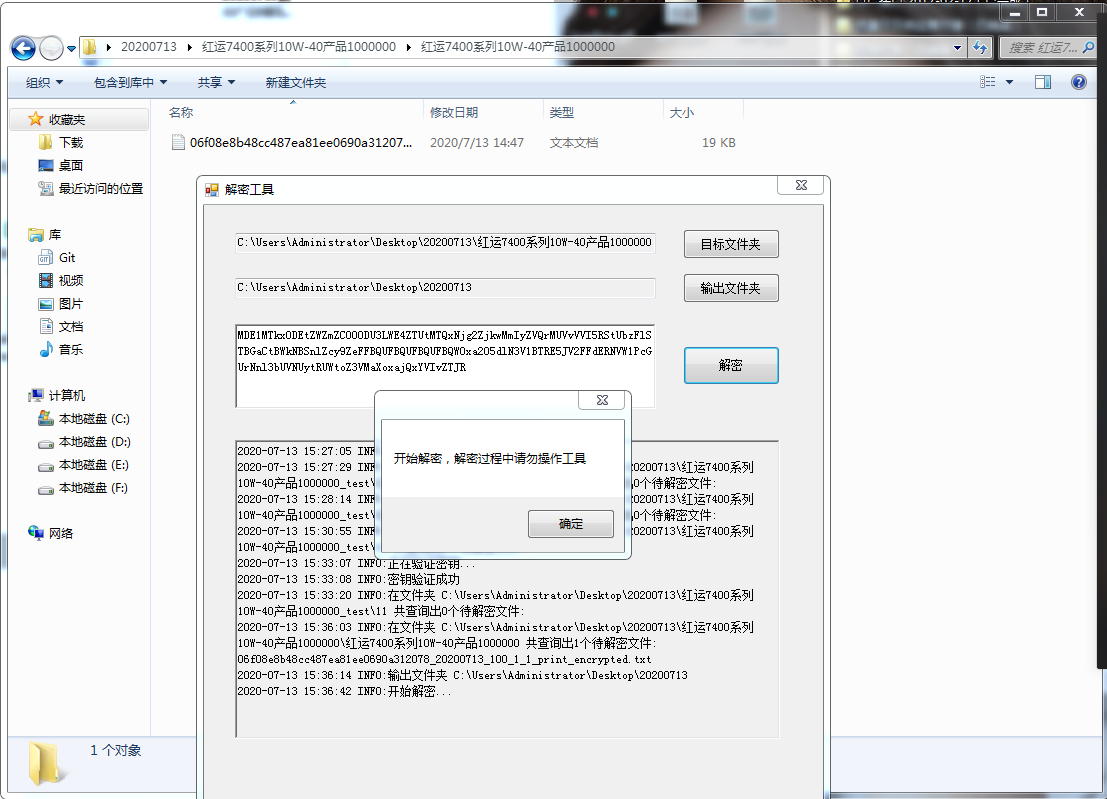 20200713 ▸ 红运7400系列10W-40产品1000000 ▸ 红运7400系列10W-40产品1000000
搜索 红运7...
组织 包含到库中 共享 新建文件夹
名称 修改日期 类型 大小
06f08e8b48cc487ea81ee0690a31207... 2020/7/13 14:47 文本文档 19 KB
收藏夹
下载
桌面
最近访问的位置
库
Git
视频
图片
文档
音乐
计算机
本地磁盘 (C:)
本地磁盘 (D:)
本地磁盘 (E:)
本地磁盘 (F:)
网络
1 个对象
解密工具
C:\Users\Administrator\Desktop\20200713\红运7400系列10W-40产品1000000
目标文件夹
C:\Users\Administrator\Desktop\20200713
输出文件夹
解密
开始解密，解密过程中请勿操作工具
确定
2020-07-13 15:27:05 INF
2020-07-13 15:27:29 INF 20200713\红运7400系列
10W-40产品1000000_test\ 0个待解密文件:
2020-07-13 15:28:14 INF 20200713\红运7400系列
10W-40产品1000000_test\ 0个待解密文件:
2020-07-13 15:30:55 INF 20200713\红运7400系列
10W-40产品1000000_test\
2020-07-13 15:33:07 INFO:正在验证密钥...
2020-07-13 15:33:08 INFO:密钥验证成功
2020-07-13 15:33:20 INFO:在文件夹 C:\Users\Administrator\Desktop\20200713\红运7400系列
10W-40产品1000000_test\11 共查询出0个待解密文件:
2020-07-13 15:36:03 INFO:在文件夹 C:\Users\Administrator\Desktop\20200713\红运7400系列
10W-40产品1000000\红运7400系列10W-40产品1000000 共查询出1个待解密文件:
06f08e8b48cc487ea81ee0690a312078_20200713_100_1_1_print_encrypted.txt
2020-07-13 15:36:14 INFO:输出文件夹 C:\Users\Administrator\Desktop\20200713
2020-07-13 15:36:42 INFO:开始解密...